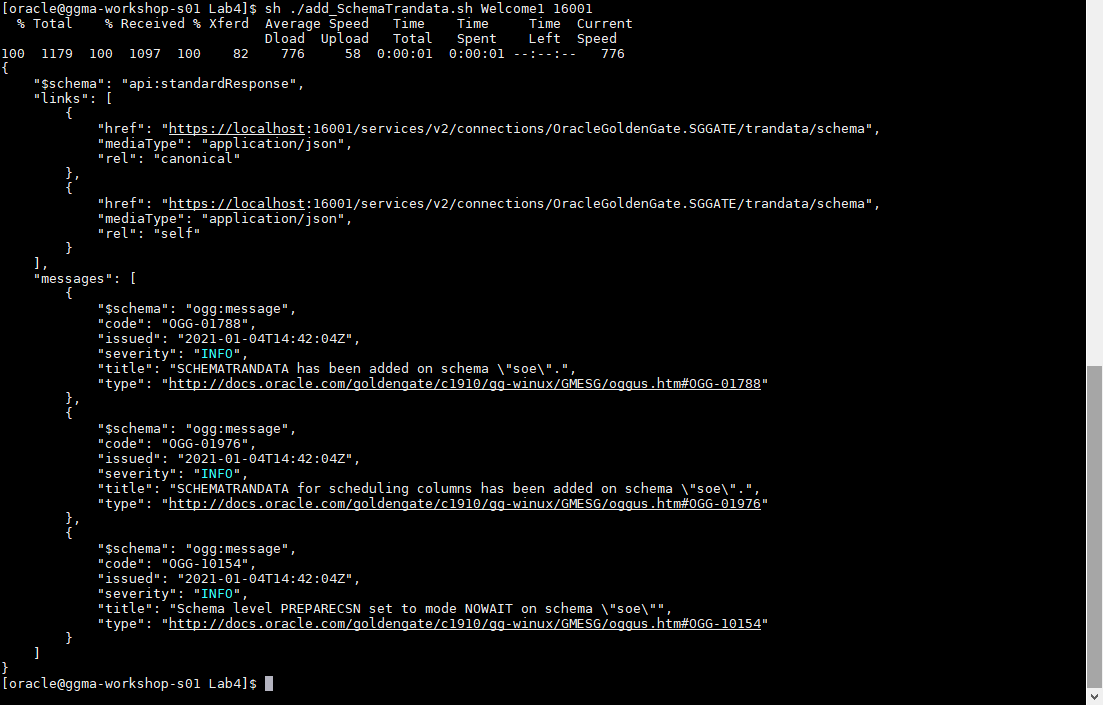 [oracle@ggma-workshop-s01 Lab4]$ sh ./add_SchemaTrandata.sh Welcome1 16001
  % Total    % Received % Xferd  Average Speed   Time    Time     Time  Current
                                 Dload  Upload   Total   Spent    Left  Speed
100  1179  100  1097  100    82    776     58  0:00:01  0:00:01 --:--:--   776
{
    "$schema": "api:standardResponse",
    "links": [
        {
            "href": "https://localhost:16001/services/v2/connections/OracleGoldenGate.SGGATE/trandata/schema",
            "mediaType": "application/json",
            "rel": "canonical"
        },
        {
            "href": "https://localhost:16001/services/v2/connections/OracleGoldenGate.SGGATE/trandata/schema",
            "mediaType": "application/json",
            "rel": "self"
        }
    ],
    "messages": [
        {
            "$schema": "ogg:message",
            "code": "OGG-01788",
            "issued": "2021-01-04T14:42:04Z",
            "severity": "INFO",
            "title": "SCHEMATRANDATA has been added on schema \"soe\".",
            "type": "http://docs.oracle.com/goldengate/c1910/gg-winux/GMESG/oggus.htm#OGG-01788"
        },
        {
            "$schema": "ogg:message",
            "code": "OGG-01976",
            "issued": "2021-01-04T14:42:04Z",
            "severity": "INFO",
            "title": "SCHEMATRANDATA for scheduling columns has been added on schema \"soe\".",
            "type": "http://docs.oracle.com/goldengate/c1910/gg-winux/GMESG/oggus.htm#OGG-01976"
        },
        {
            "$schema": "ogg:message",
            "code": "OGG-10154",
            "issued": "2021-01-04T14:42:04Z",
            "severity": "INFO",
            "title": "Schema level PREPARECSN set to mode NOWAIT on schema \"soe\"",
            "type": "http://docs.oracle.com/goldengate/c1910/gg-winux/GMESG/oggus.htm#OGG-10154"
        }
    ]
}
[oracle@ggma-workshop-s01 Lab4]$